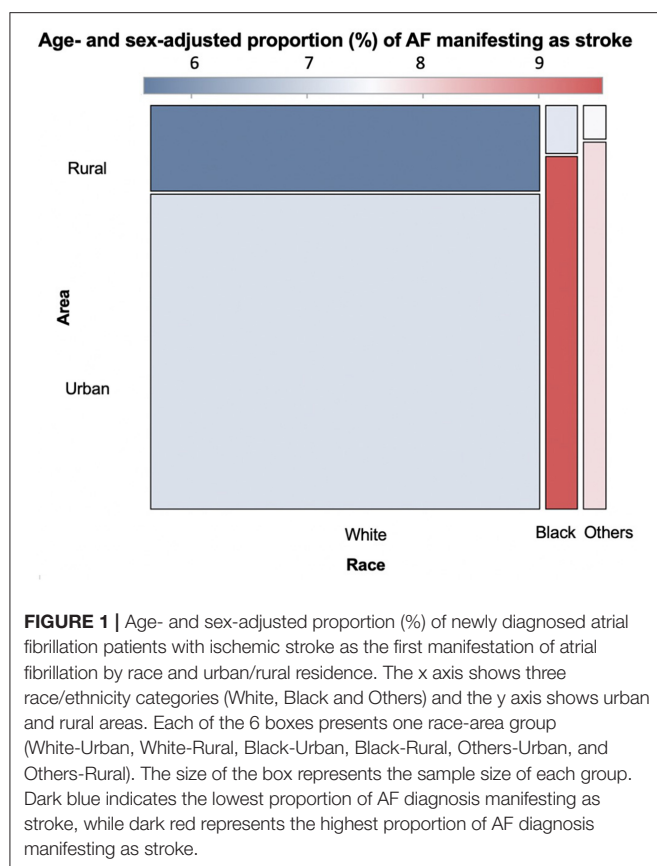 Age- and sex-adjusted proportion (%) of AF manifesting as stroke
6 7 8 9
Rural
Area
Urban
White Black Others
Race
FIGURE 1 | Age- and sex-adjusted proportion (%) of newly diagnosed atrial
fibrillation patients with ischemic stroke as the first manifestation of atrial
fibrillation by race and urban/rural residence. The x axis shows three
race/ethnicity categories (White, Black and Others) and the y axis shows urban
and rural areas. Each of the 6 boxes presents one race-area group
(White-Urban, White-Rural, Black-Urban, Black-Rural, Others-Urban, and
Others-Rural). The size of the box represents the sample size of each group.
Dark blue indicates the lowest proportion of AF diagnosis manifesting as
stroke, while dark red represents the highest proportion of AF diagnosis
manifesting as stroke.